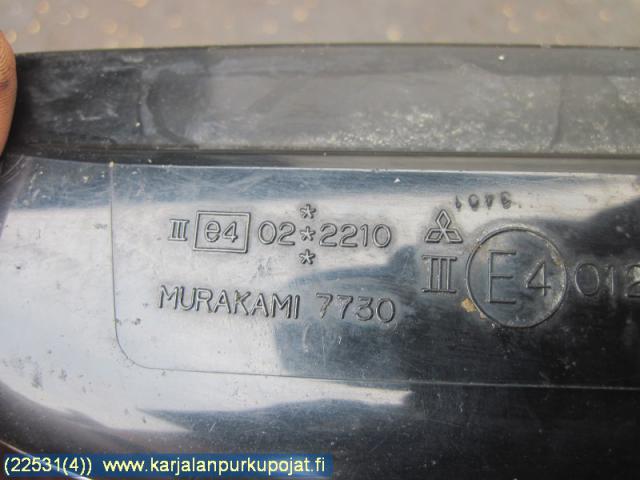 III e4 02***2210
MURAKAMI 7730
III E4 012
(22531(4)) www.karjalanpurkupojat.fi